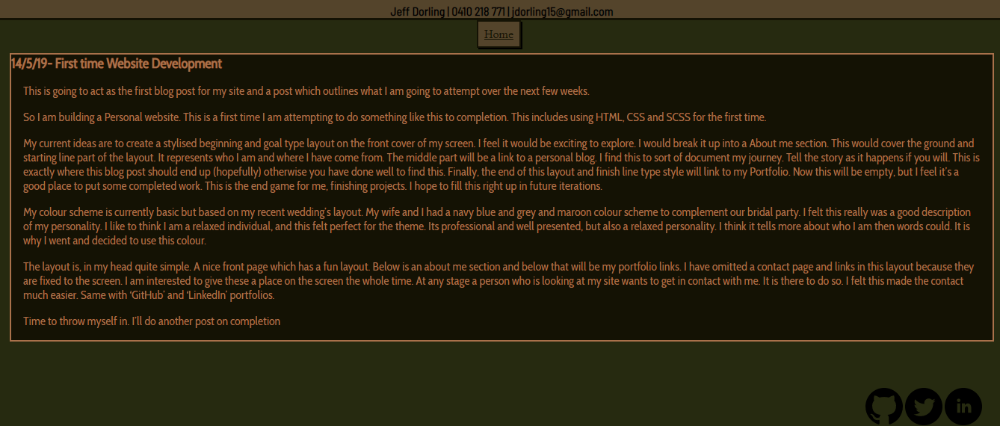 Jeff Dorling | 0410 218 771 | jdorling15@gmail.com
Home
14/5/19- First time Website Development
This is going to act as the first blog post for my site and a post which outlines what I am going to attempt over the next few weeks.
So I am building a Personal website. This is a first time I am attempting to do something like this to completion. This includes using HTML, CSS and SCSS for the first time.
My current ideas are to create a stylised beginning and goal type layout on the front cover of my screen. I feel it would be exciting to explore. I would break it up into a About me section. This would cover the ground and
starting line part of the layout. It represents who I am and where I have come from. The middle part will be a link to a personal blog. I find this to sort of document my journey. Tell the story as it happens if you will. This is
exactly where this blog post should end up (hopefully) otherwise you have done well to find this. Finally, the end of this layout and finish line type style will link to my Portfolio. Now this will be empty, but I feel it's a
good place to put some completed work. This is the end game for me, finishing projects. I hope to fill this right up in future iterations.
My colour scheme is currently basic but based on my recent wedding's layout. My wife and I had a navy blue and grey and maroon colour scheme to complement our bridal party. I felt this really was a good description
of my personality. I like to think I am a relaxed individual, and this felt perfect for the theme. Its professional and well presented, but also a relaxed personality. I think it tells more about who I am then words could. It is
why I went and decided to use this colour.
The layout is, in my head quite simple. A nice front page which has a fun layout. Below is an about me section and below that will be my portfolio links. I have omitted a contact page and links in this layout because they
are fixed to the screen. I am interested to give these a place on the screen the whole time. At any stage a person who is looking at my site wants to get in contact with me. It is there to do so. I felt this made the contact
much easier. Same with ‘GitHub’ and ‘LinkedIn’ portfolios.
Time to throw myself in. I'll do another post on completion
in